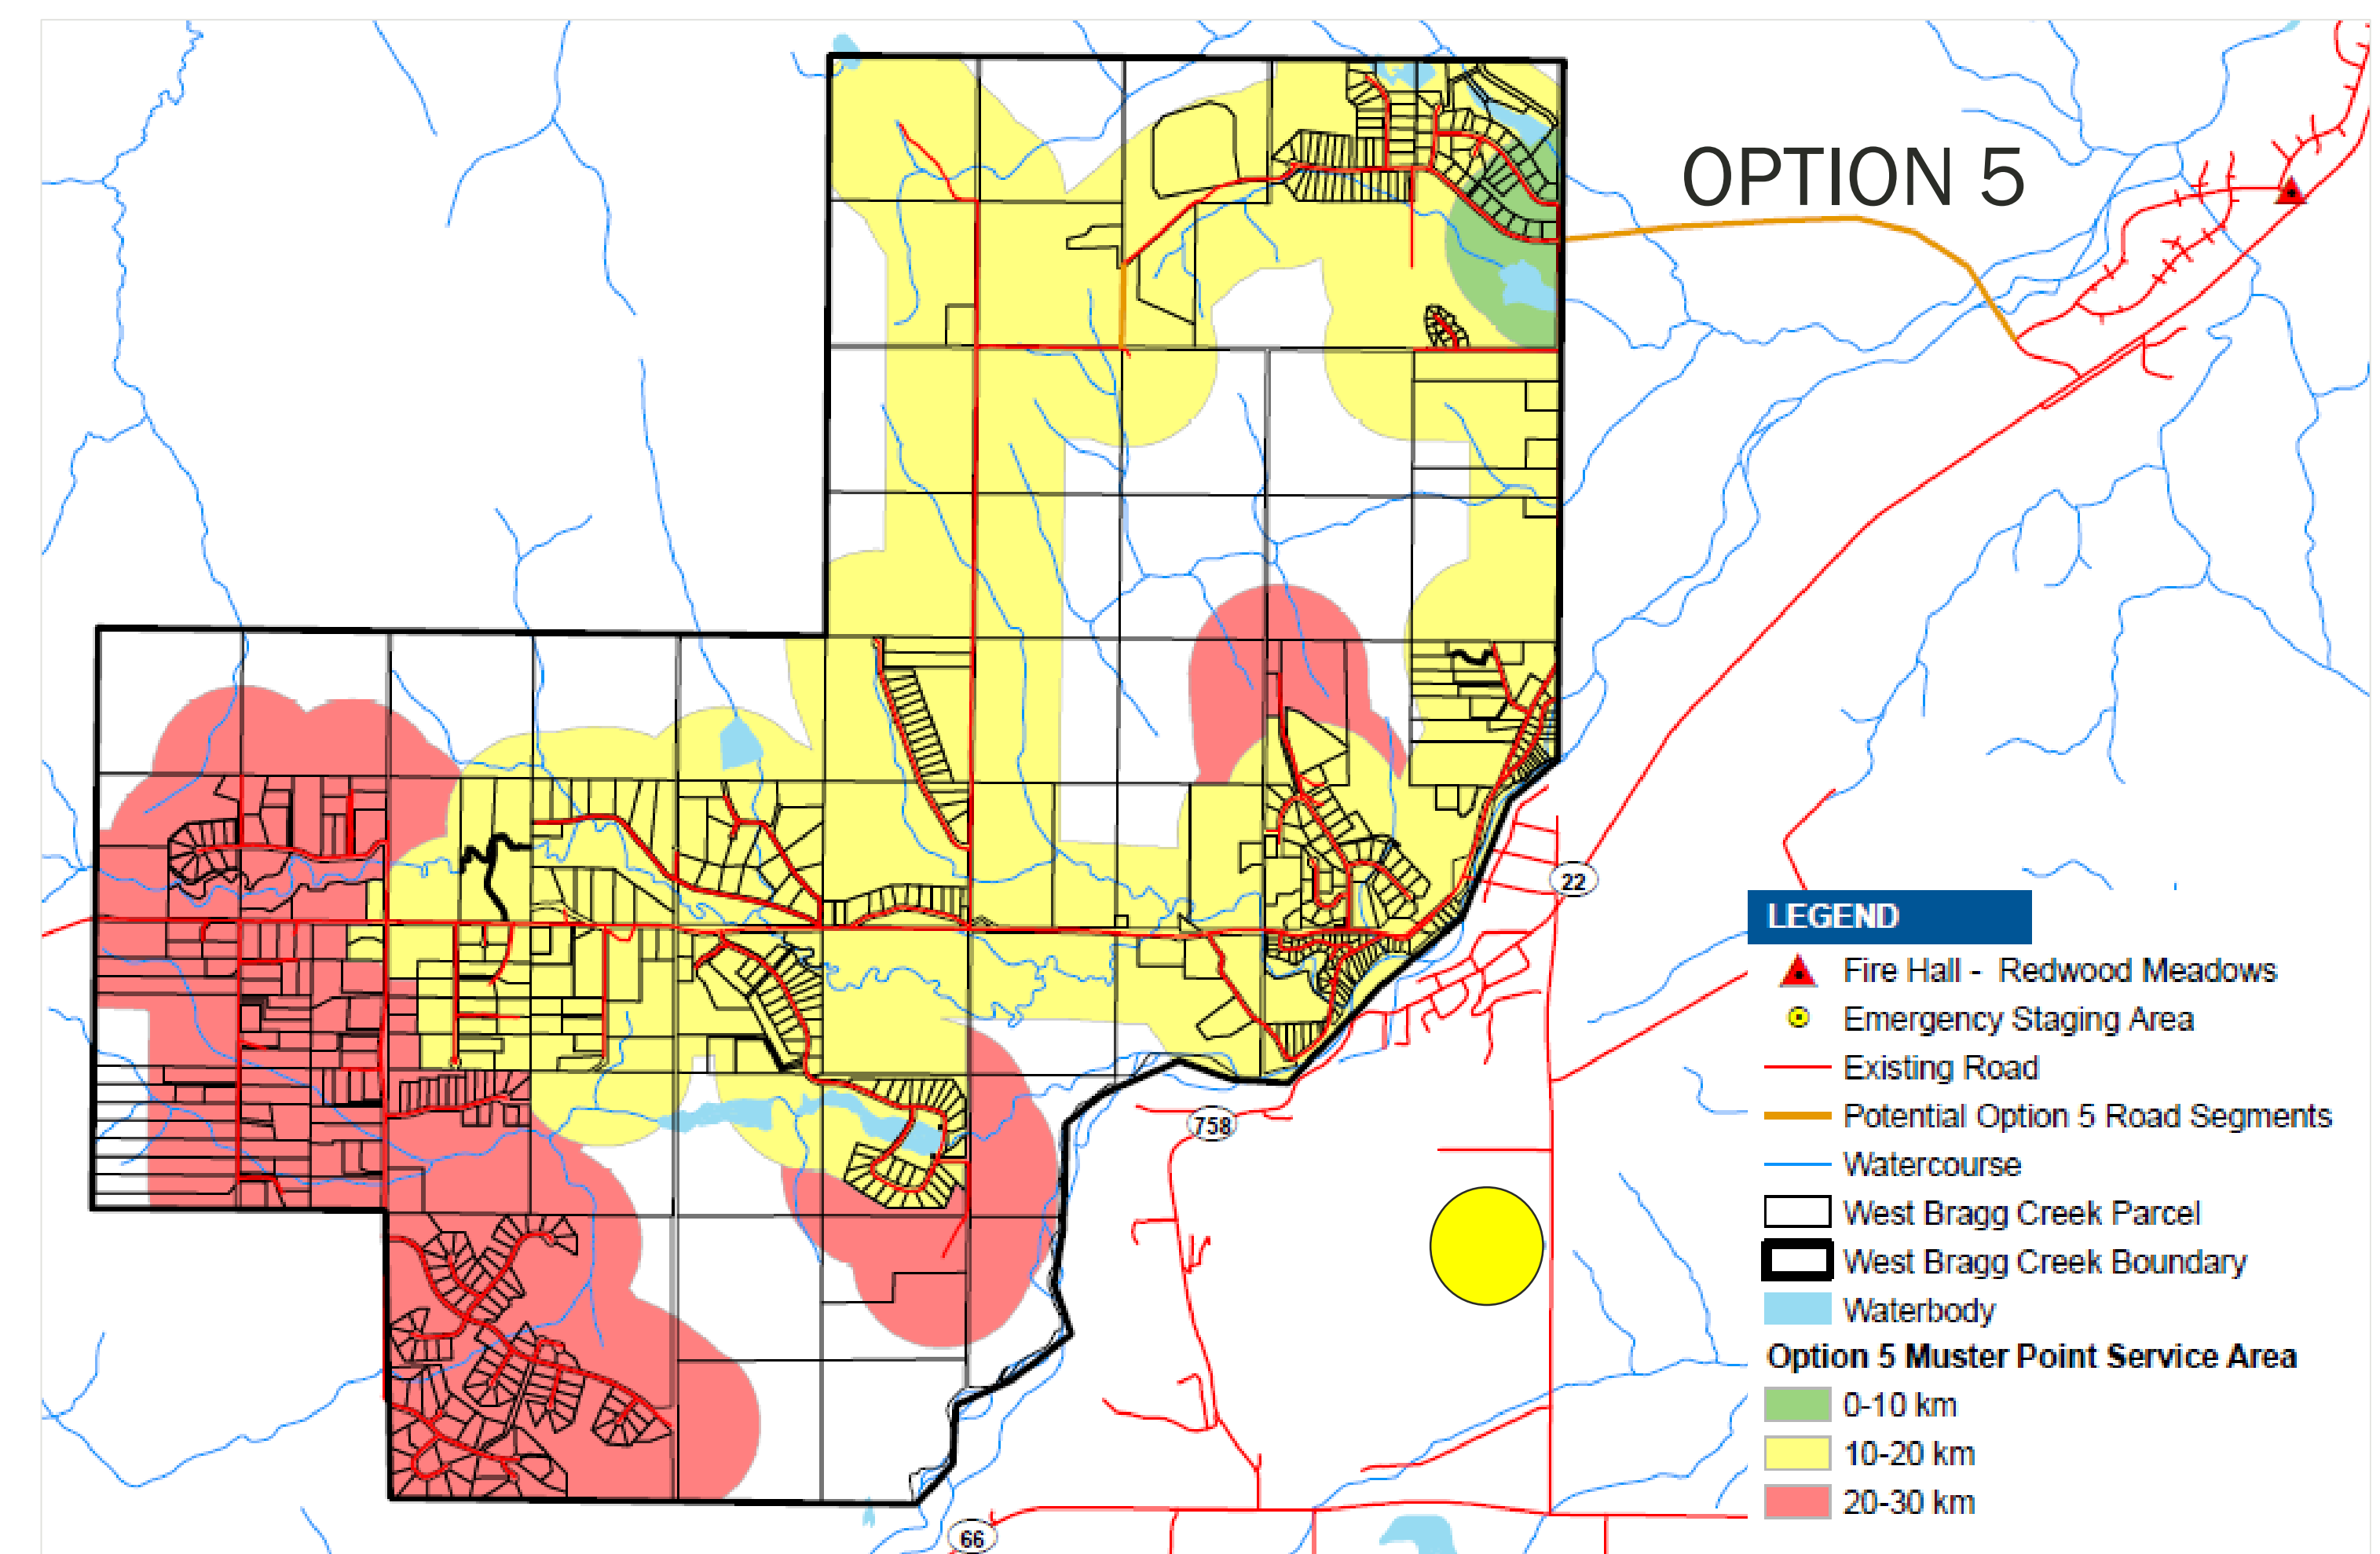 OPTION 5
22
LEGEND
Fire Hall - Redwood Meadows
Emergency Staging Area
Existing Road
Potential Option 5 Road Segments
758
Watercourse
West Bragg Creek Parcel
West Bragg Creek Boundary
Waterbody
Option 5 Muster Point Service Area
0-10 km
10-20 km
20-30 km
66